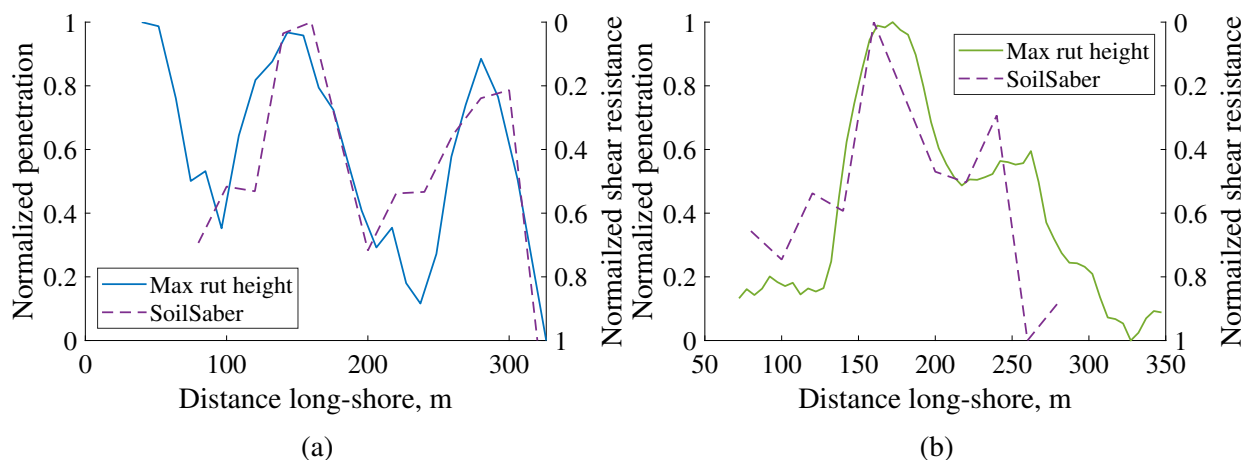 Normalized penetration
1
0.8
0.6
0.4
0.2
0
0
100
200
300
0
0.2
0.4
0.6
0.8
1
Normalized shear resistance
Max rut height
SoilSaber
Distance long-shore, m
(a)
Normalized penetration
1
0.8
0.6
0.4
0.2
0
50
100
150
200
250
300
350
0
0.2
0.4
0.6
0.8
1
Normailzed shear resistance
Max rut height
SoilSaber
Distance long-shore, m
(b)